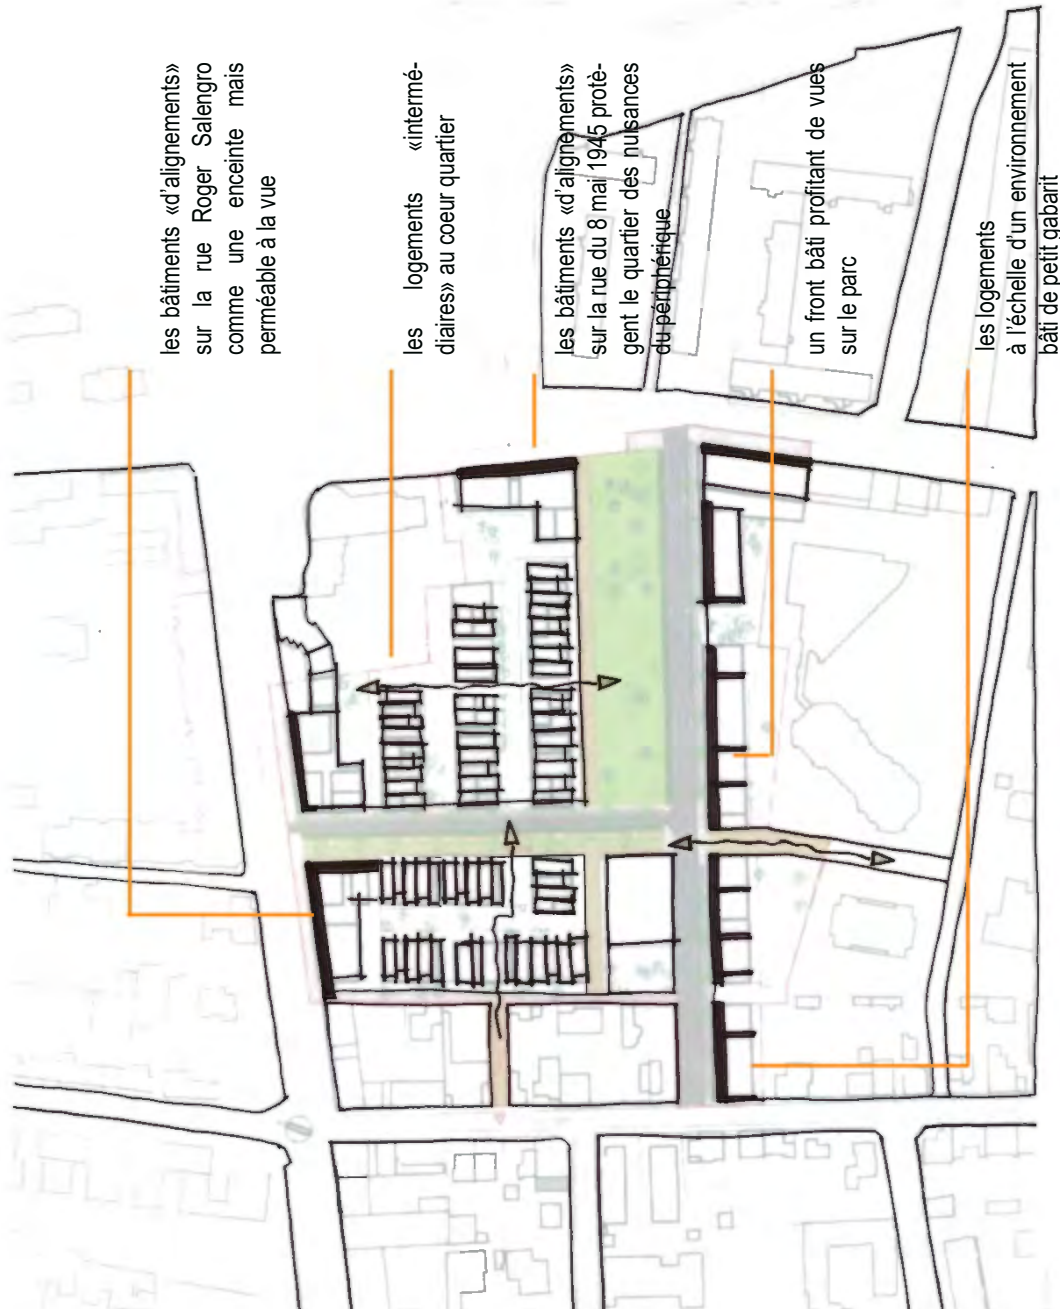 les bâtiments «d'alignements»
sur la rue Roger Salengro
comme une enceinte mais
perméable à la vue
les logements «intermé-
diaires» au coeur quartier
les bâtiments «d'alignements»
sur la rue du 8 mai 1945 protè-
gent le quartier des nuisances
du périphérique
un front bâti profitant de vues
sur le parc
les logements
à l'échelle d'un environnement
bâti de petit gabarit